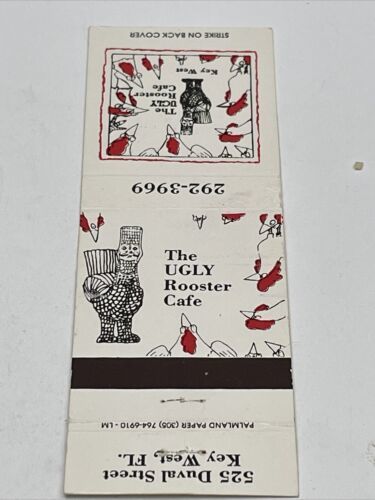 STRIKE ON BACK COVER
The
UGLY
Rooster
Cafe
Key West
292-3969
The
UGLY
Rooster
Cafe
PALMLAND PAPER (305) 764-6910 - LM
525 Duval Street
Key West, FL.